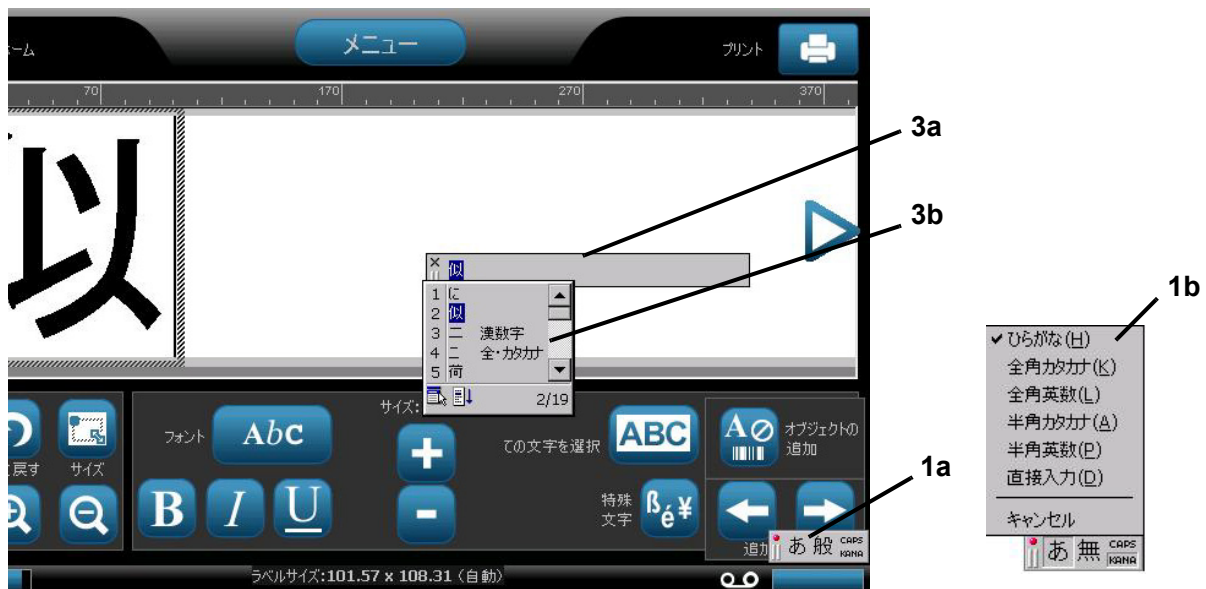 ーム
メニュー
プリント
70
170
270
370
似
3a
3b
似
1 に
2 似
3 二 漢数字
4 ニ 全・カタカナ
5 荷
2/19
1b
ひらがな(H)
全角カタカナ(K)
全角英数(L)
半角カタカナ(A)
半角英数(P)
直接入力(D)
キャンセル
あ 無 CAPS KANA
サイズ:
フォント
Abc
ての文字を選択
ABC
A
オブジェクトの
追加
戻す
サイズ
B I U
特殊
文字
ßé¥
1a
追加
あ 般 CAPS KANA
ラベルサイズ:101.57 x 108.31 (自動)